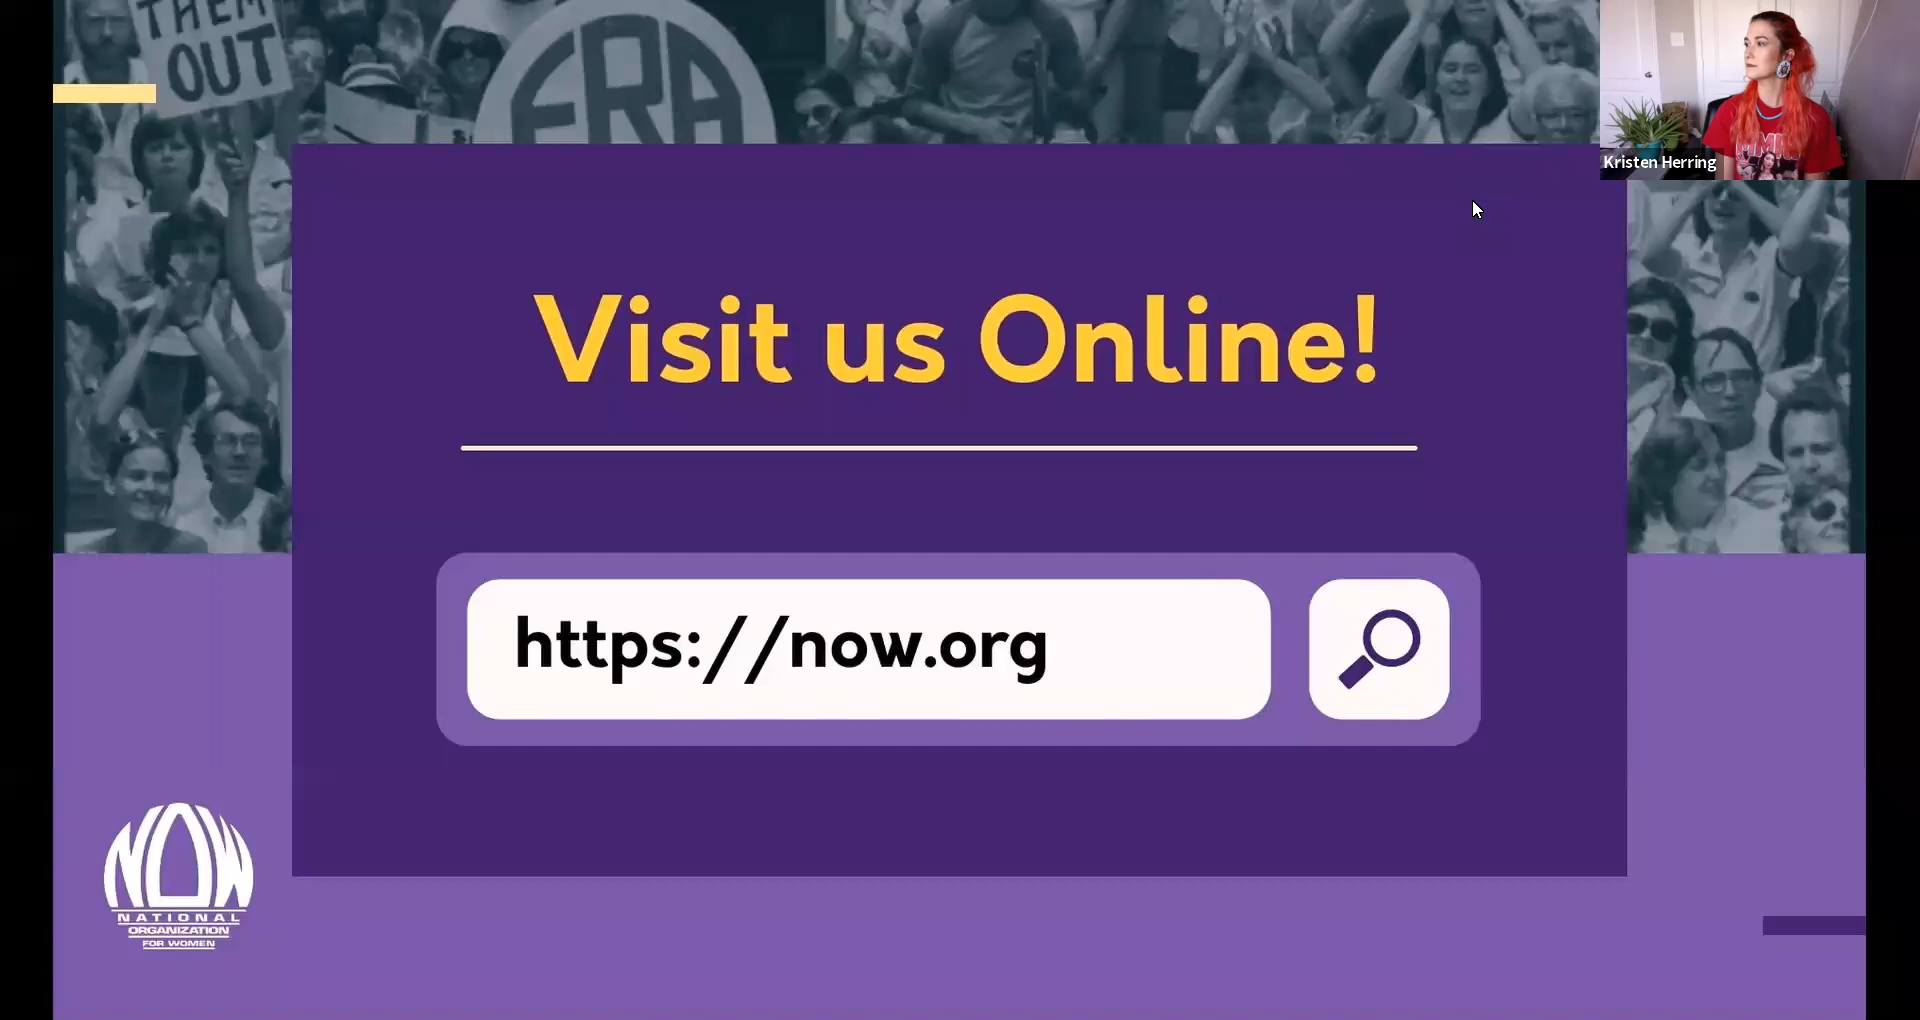 THEM
OUT
ERA
Kristen Herring
Visit us Online!
https://now.org
NOW
NATIONAL
ORGANIZATION
FOR WOMEN